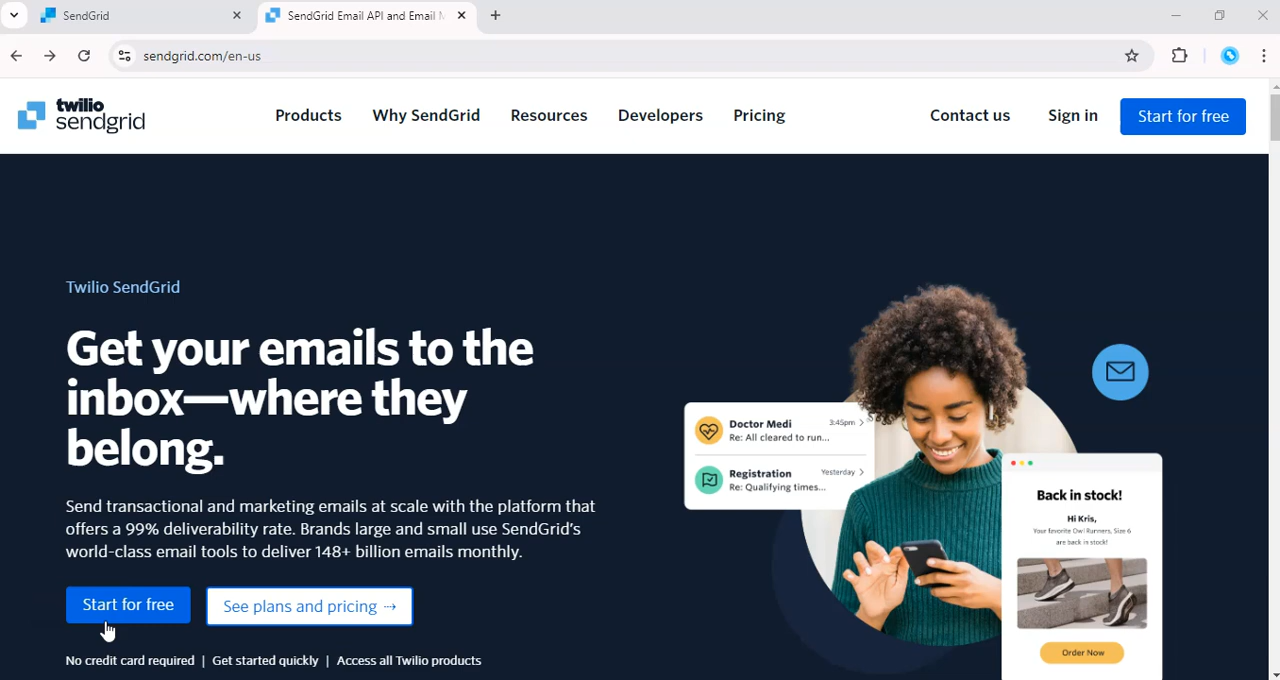 SendGrid
SendGrid Email API and Email M
sendgrid.com/en-us
twilio
sendgrid
Products
Why SendGrid
Resources
Developers
Pricing
Contact us
Sign in
Start for free
Twilio SendGrid
Get your emails to the
inbox—where they
belong.
Send transactional and marketing emails at scale with the platform that
offers a 99% deliverability rate. Brands large and small use SendGrid's
world-class email tools to deliver 148+ billion emails monthly.
Start for free
See plans and pricing →
No credit card required | Get started quickly | Access all Twilio products
Doctor Medi 3:45pm >
Re: All cleared to run...
Registration Yesterday >
Re: Qualifying times...
Back in stock!
Hi Kris,
Your favorite Owl Runners, Size 6
are back in stock!
Order Now